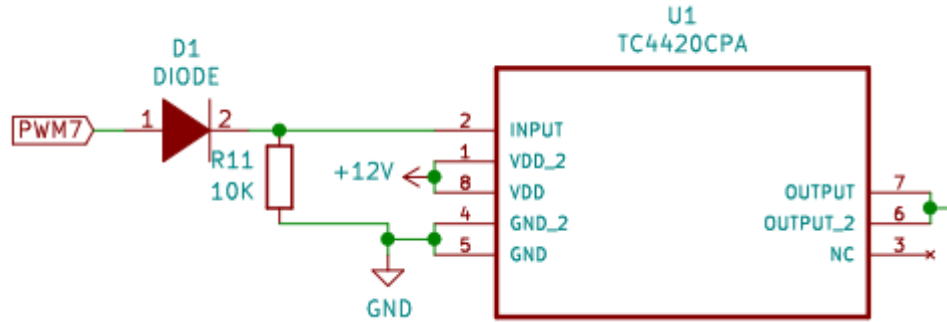 U1
TC4420CPA
D1
DIODE
PWM7
1
2
2
INPUT
R11
10K
+12V
1
VDD_2
8
VDD
4
GND_2
5
GND
OUTPUT
7
OUTPUT_2
6
NC
3
GND